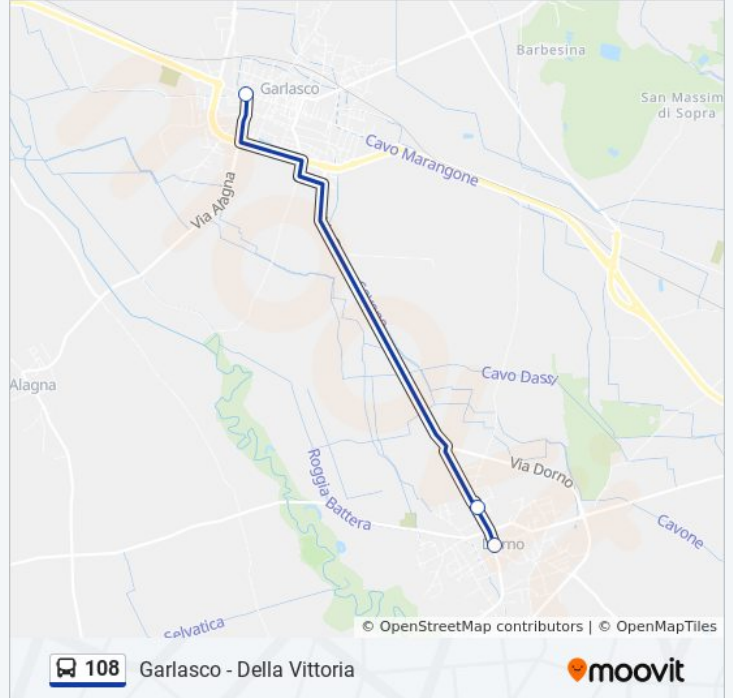 Barbesina
Garlasco
San Massim
di Sopra
Cavo Marangone
Via Alagna
Cavo Dassi
Alagna
Via Dorno
Roggia Battera
Cavone
Selvatica
© OpenStreetMap contributors | © OpenMapTiles
108 Garlasco - Della Vittoria
moovit